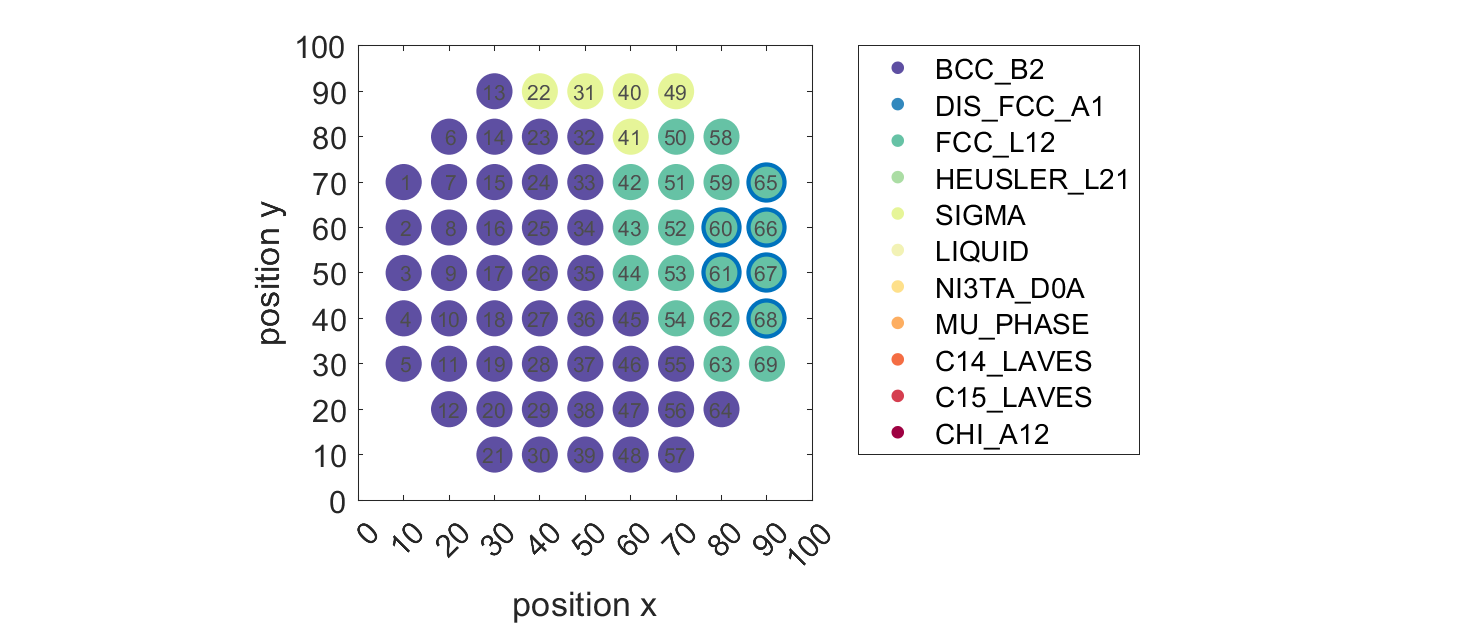 100
90
80
70
60
50
40
30
20
10
0
position y
13 22 31 40 49
6 14 23 32 41 50 58
1 7 15 24 33 42 51 59 65
2 8 16 25 34 43 52 60 66
3 9 17 26 35 44 53 61 67
4 10 18 27 36 45 54 62 68
5 11 19 28 37 46 55 63 69
12 20 29 38 47 56 64
21 30 39 48 57
0 10 20 30 40 50 60 70 80 90 100
position x
BCC_B2
DIS_FCC_A1
FCC_L12
HEUSLER_L21
SIGMA
LIQUID
NI3TA_D0A
MU_PHASE
C14_LAVES
C15_LAVES
CHI_A12